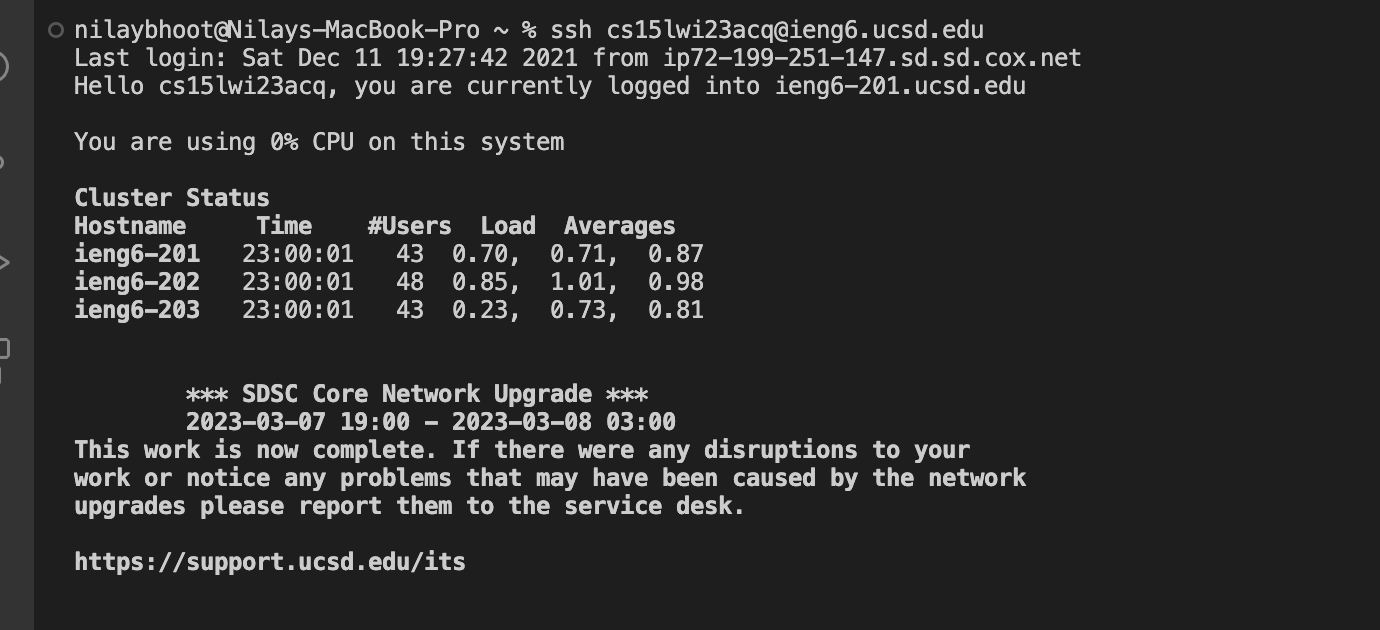 nilaybhoot@Nilays-MacBook-Pro ~ % ssh cs15lwi23acq@ieng6.ucsd.edu
Last login: Sat Dec 11 19:27:42 2021 from ip72-199-251-147.sd.sd.cox.net
Hello cs15lwi23acq, you are currently logged into ieng6-201.ucsd.edu
You are using 0% CPU on this system
Cluster Status
Hostname     Time    #Users  Load  Averages
ieng6-201   23:00:01   43  0.70,  0.71,  0.87
ieng6-202   23:00:01   48  0.85,  1.01,  0.98
ieng6-203   23:00:01   43  0.23,  0.73,  0.81
*** SDSC Core Network Upgrade ***
2023-03-07 19:00 - 2023-03-08 03:00
This work is now complete. If there were any disruptions to your
work or notice any problems that may have been caused by the network
upgrades please report them to the service desk.
https://support.ucsd.edu/its